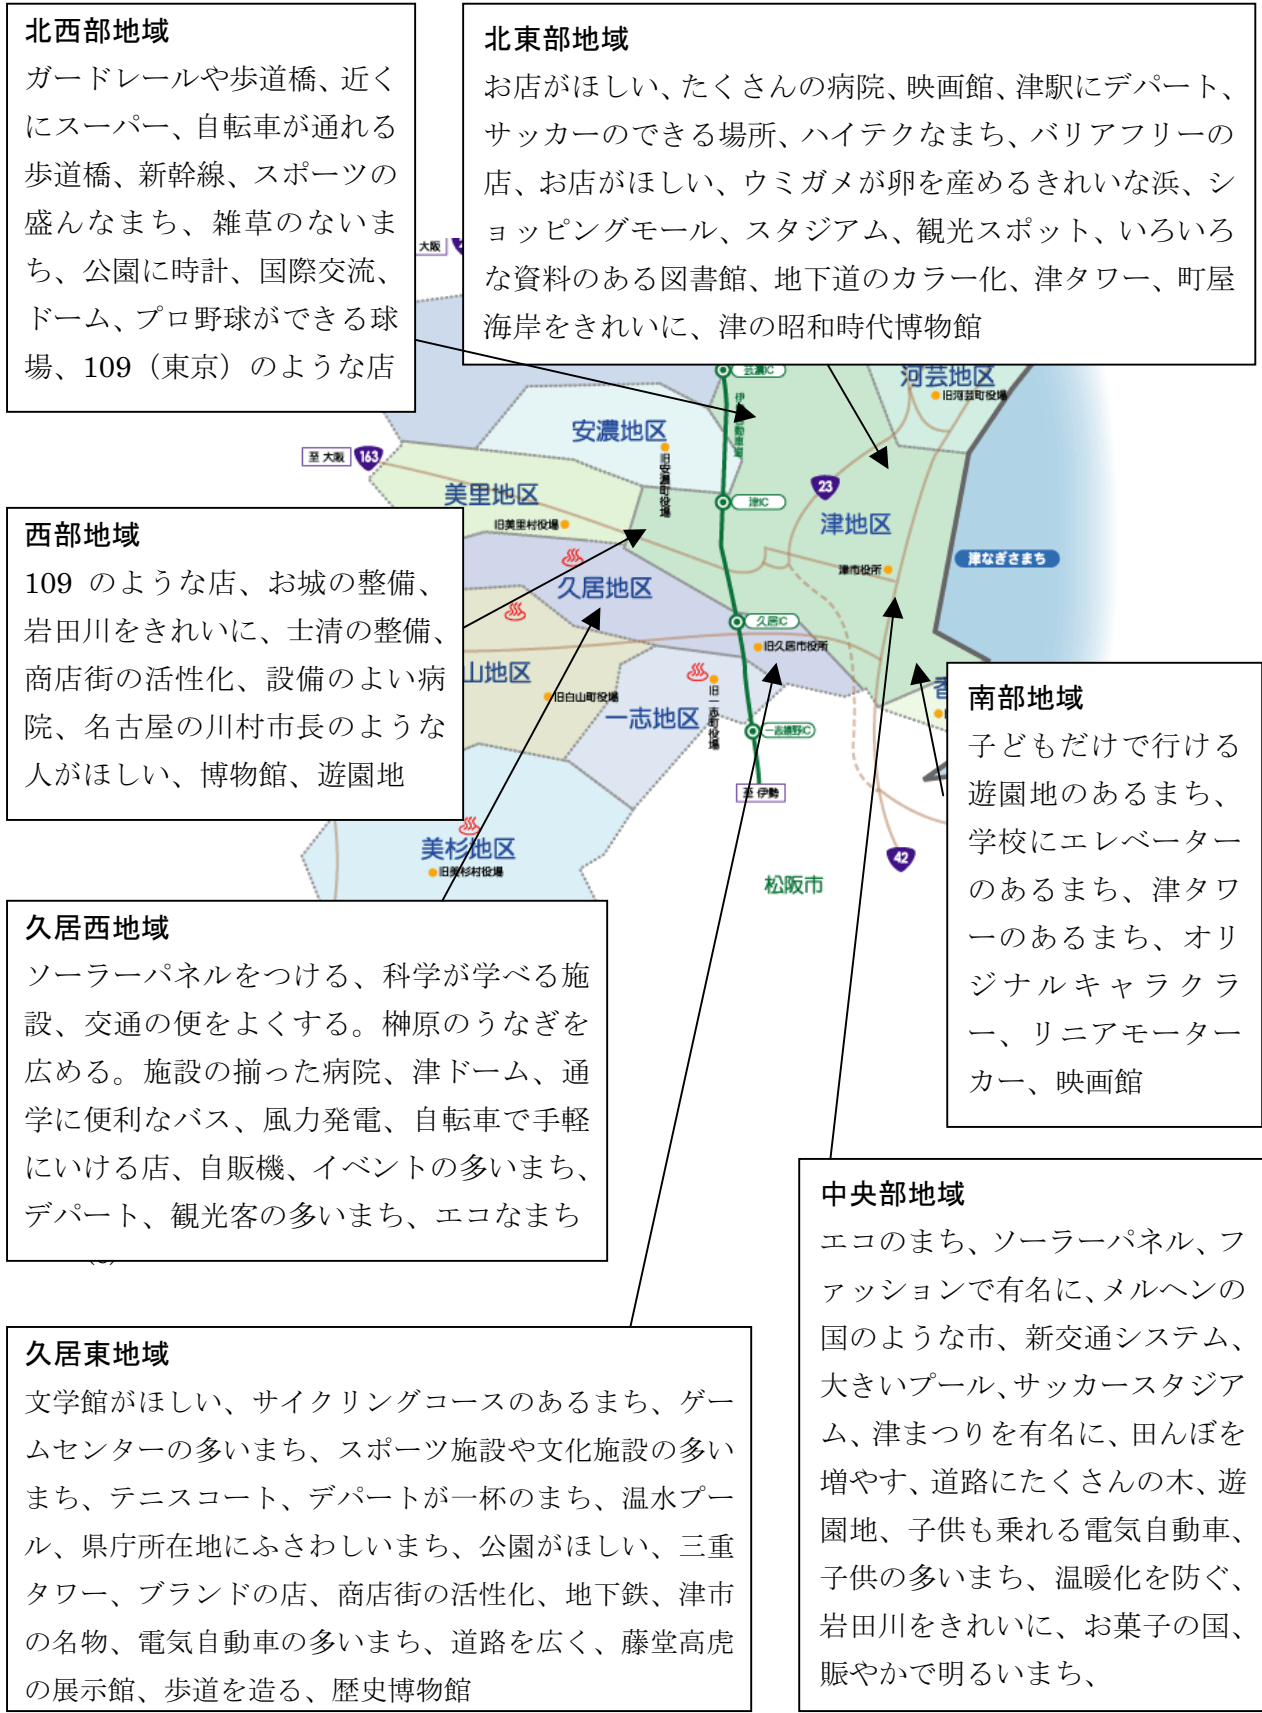 北西部地域
ガードレールや歩道橋、近く
にスーパー、自転車が通れる
歩道橋、新幹線、スポーツの
盛んなまち、雑草のないま
ち、公園に時計、国際交流、
ドーム、プロ野球ができる球
場、109（東京）のような店
北東部地域
お店がほしい、たくさんの病院、映画館、津駅にデパート、
サッカーのできる場所、ハイテクなまち、バリアフリーの
店、お店がほしい、ウミガメが卵を産めるきれいな浜、シ
ョッピングモール、スタジアム、観光スポット、いろいろ
な資料のある図書館、地下道のカラー化、津タワー、町屋
海岸をきれいに、津の昭和時代博物館
大阪
芸濃IC
河芸地区
旧河芸町役場
安濃地区
旧安濃町役場
至 大阪
163
美里地区
旧美里村役場
津IC
23
津地区
津市役所
津なぎさまち
西部地域
109 のような店、お城の整備、
岩田川をきれいに、士清の整備、
商店街の活性化、設備のよい病
院、名古屋の川村市長のような
人がほしい、博物館、遊園地
久居地区
久居IC
旧久居市役所
山地区
旧白山町役場
一志地区
旧一志町役場
一志嬉野IC
至 伊勢
美杉地区
旧美杉村役場
42
松阪市
南部地域
子どもだけで行ける
遊園地のあるまち、
学校にエレベーター
のあるまち、津タワ
ーのあるまち、オリ
ジナルキャラクラ
ー、リニアモーター
カー、映画館
久居西地域
ソーラーパネルをつける、科学が学べる施
設、交通の便をよくする。榊原のうなぎを
広める。施設の揃った病院、津ドーム、通
学に便利なバス、風力発電、自転車で手軽
にいける店、自販機、イベントの多いまち、
デパート、観光客の多いまち、エコなまち
中央部地域
エコのまち、ソーラーパネル、フ
ァッションで有名に、メルヘンの
国のような市、新交通システム、
大きいプール、サッカースタジア
ム、津まつりを有名に、田んぼを
増やす、道路にたくさんの木、遊
園地、子供も乗れる電気自動車、
子供の多いまち、温暖化を防ぐ、
岩田川をきれいに、お菓子の国、
賑やかで明るいまち、
久居東地域
文学館がほしい、サイクリングコースのあるまち、ゲー
ムセンターの多いまち、スポーツ施設や文化施設の多い
まち、テニスコート、デパートが一杯のまち、温水プー
ル、県庁所在地にふさわしいまち、公園がほしい、三重
タワー、ブランドの店、商店街の活性化、地下鉄、津市
の名物、電気自動車の多いまち、道路を広く、藤堂高虎
の展示館、歩道を造る、歴史博物館